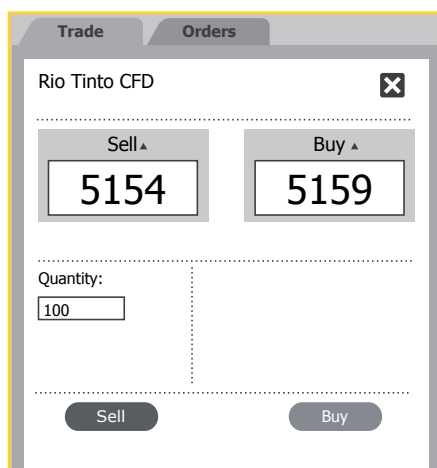 Trade Orders
Rio Tinto CFD
Sell Buy
5154 5159
Quantity:
100
Sell Buy